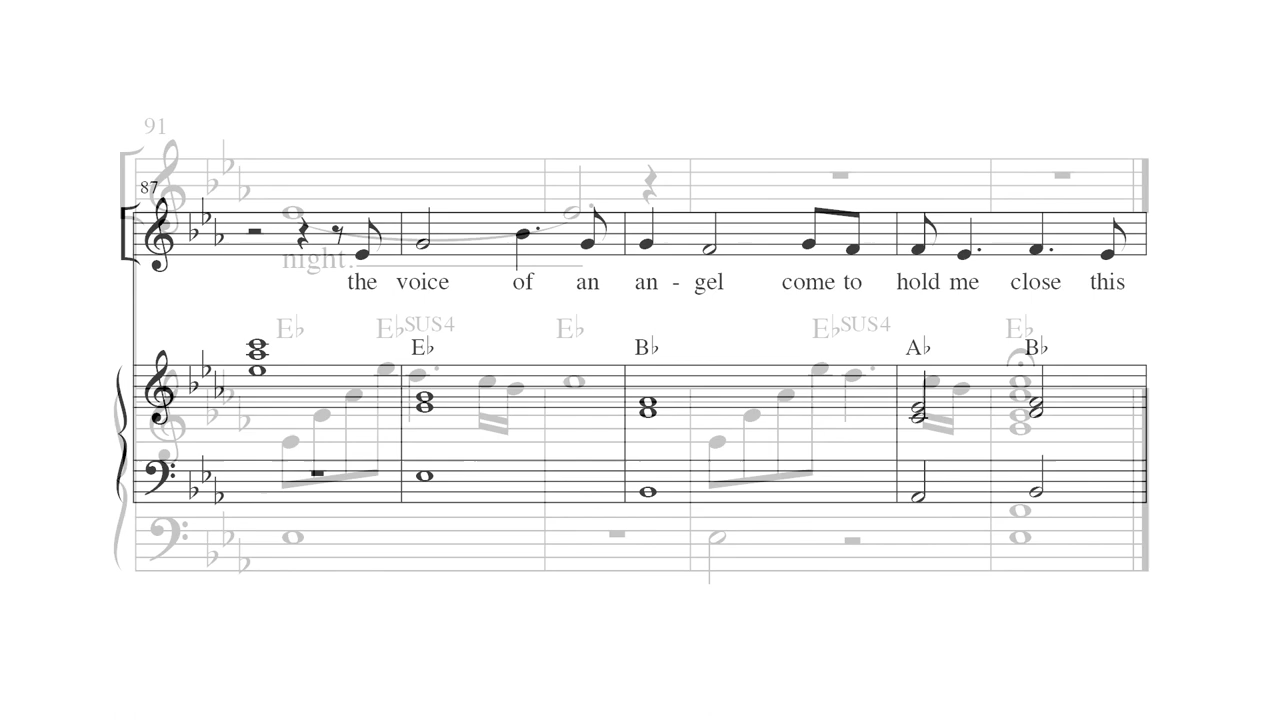 91
87
night.
the voice of an an - gel come to hold me close this
E♭ E♭SUS4 E♭ E♭SUS4 E♭
E♭ B♭ A♭ B♭